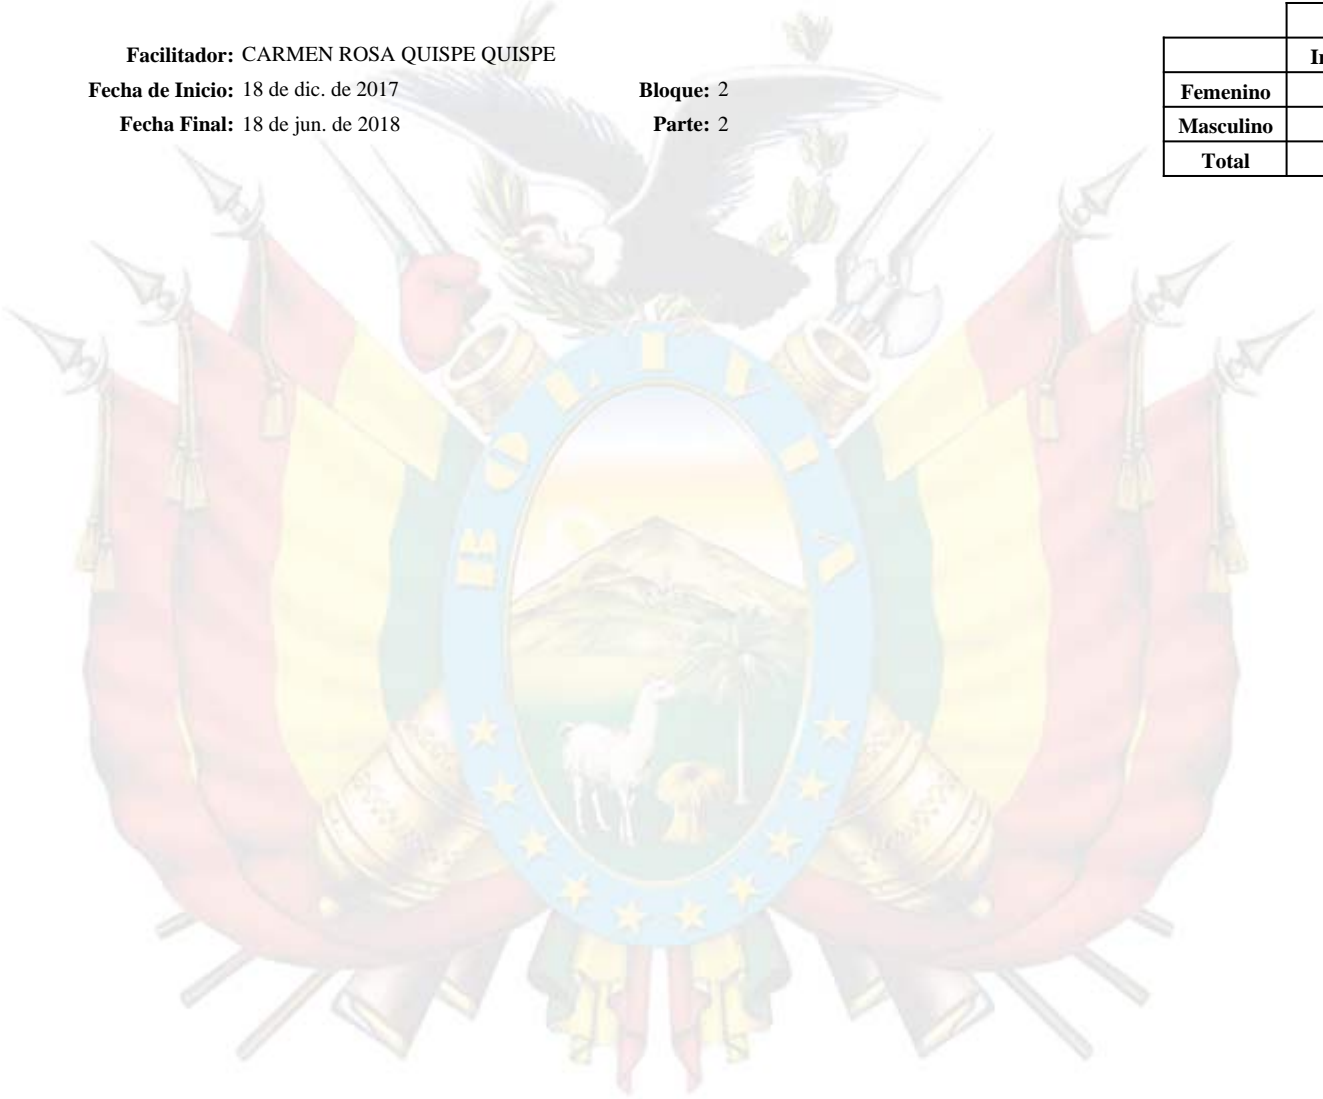 Facilitador: CARMEN ROSA QUISPE QUISPE
Fecha de Inicio: 18 de dic. de 2017 Bloque: 2
Fecha Final: 18 de jun. de 2018 Parte: 2
Femenino
Masculino
Total
BOLIVIA